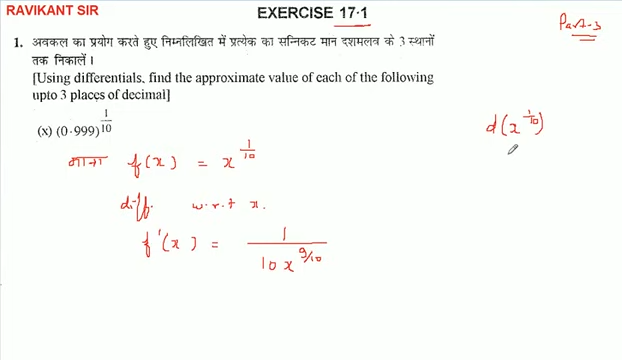 RAVIKANT SIR
EXERCISE 17·1
Part-3
1. अवकल का प्रयोग करते हुए निम्नलिखित में प्रत्येक का सन्निकट मान दशमलव के 3 स्थानों
तक निकालें।
[Using differentials, find the approximate value of each of the following
upto 3 places of decimal]
(x) (0·999)^{1/10}
d(x^{1/10})
माना f(x) = x^{1/10}
diff. w.r.t x.
f'(x) = 1/(10x^{9/10})